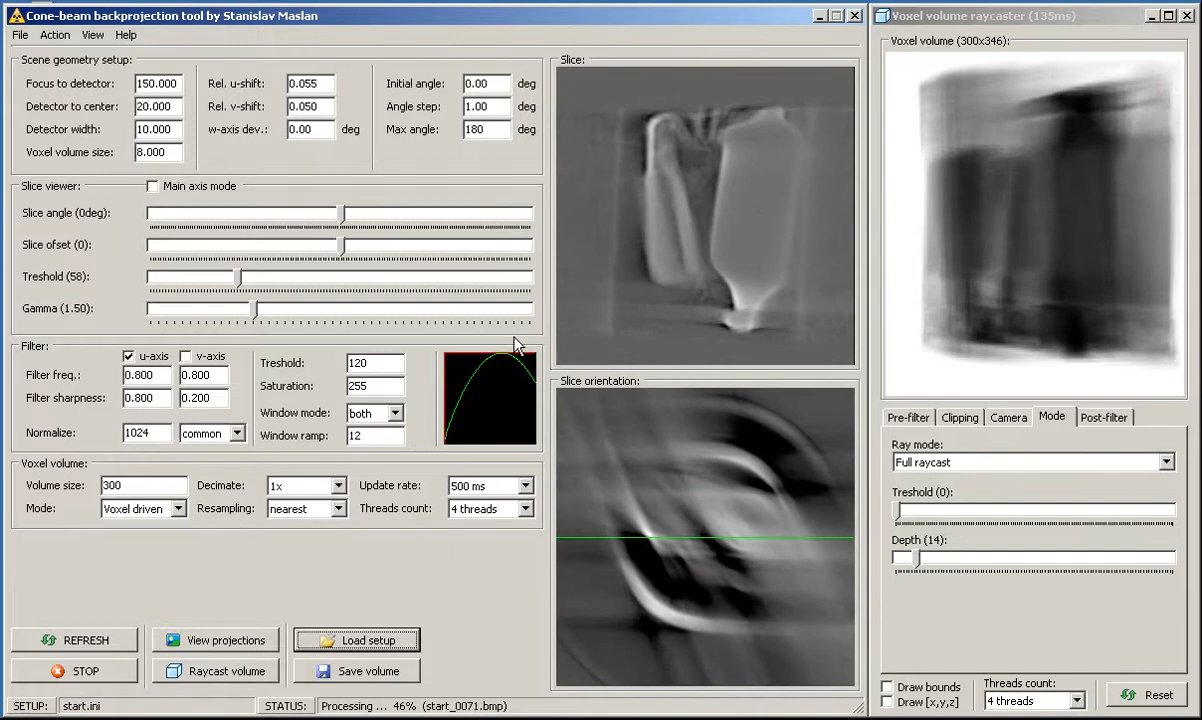 Cone-beam backprojection tool by Stanislav Maslan
File Action View Help
Scene geometry setup:
Focus to detector: 150.000 Rel. u-shift: 0.055 Initial angle: 0.00 deg
Detector to center: 20.000 Rel. v-shift: 0.050 Angle step: 1.00 deg
Detector width: 10.000 w-axis dev.: 0.00 deg Max angle: 180 deg
Voxel volume size: 8.000
Slice viewer: Main axis mode
Slice angle (0deg):
Slice ofset (0):
Treshold (58):
Gamma (1.50):
Filter: u-axis v-axis
Filter freq.: 0.800 0.800
Filter sharpness: 0.800 0.200
Normalize: 1024 common
Treshold: 120
Saturation: 255
Window mode: both
Window ramp: 12
Voxel volume:
Volume size: 300 Decimate: 1x Update rate: 500 ms
Mode: Voxel driven Resampling: nearest Threads count: 4 threads
REFRESH View projections Load setup
STOP Raycast volume Save volume
SETUP: start.ini STATUS: Processing ... 46% (start_0071.bmp)
Slice:
Slice orientation:
Voxel volume raycaster (135ms)
Voxel volume (300x346):
Pre-filter Clipping Camera Mode Post-filter
Ray mode:
Full raycast
Treshold (0):
Depth (14):
Draw bounds
Draw [x,y,z]
Threads count:
4 threads
Reset